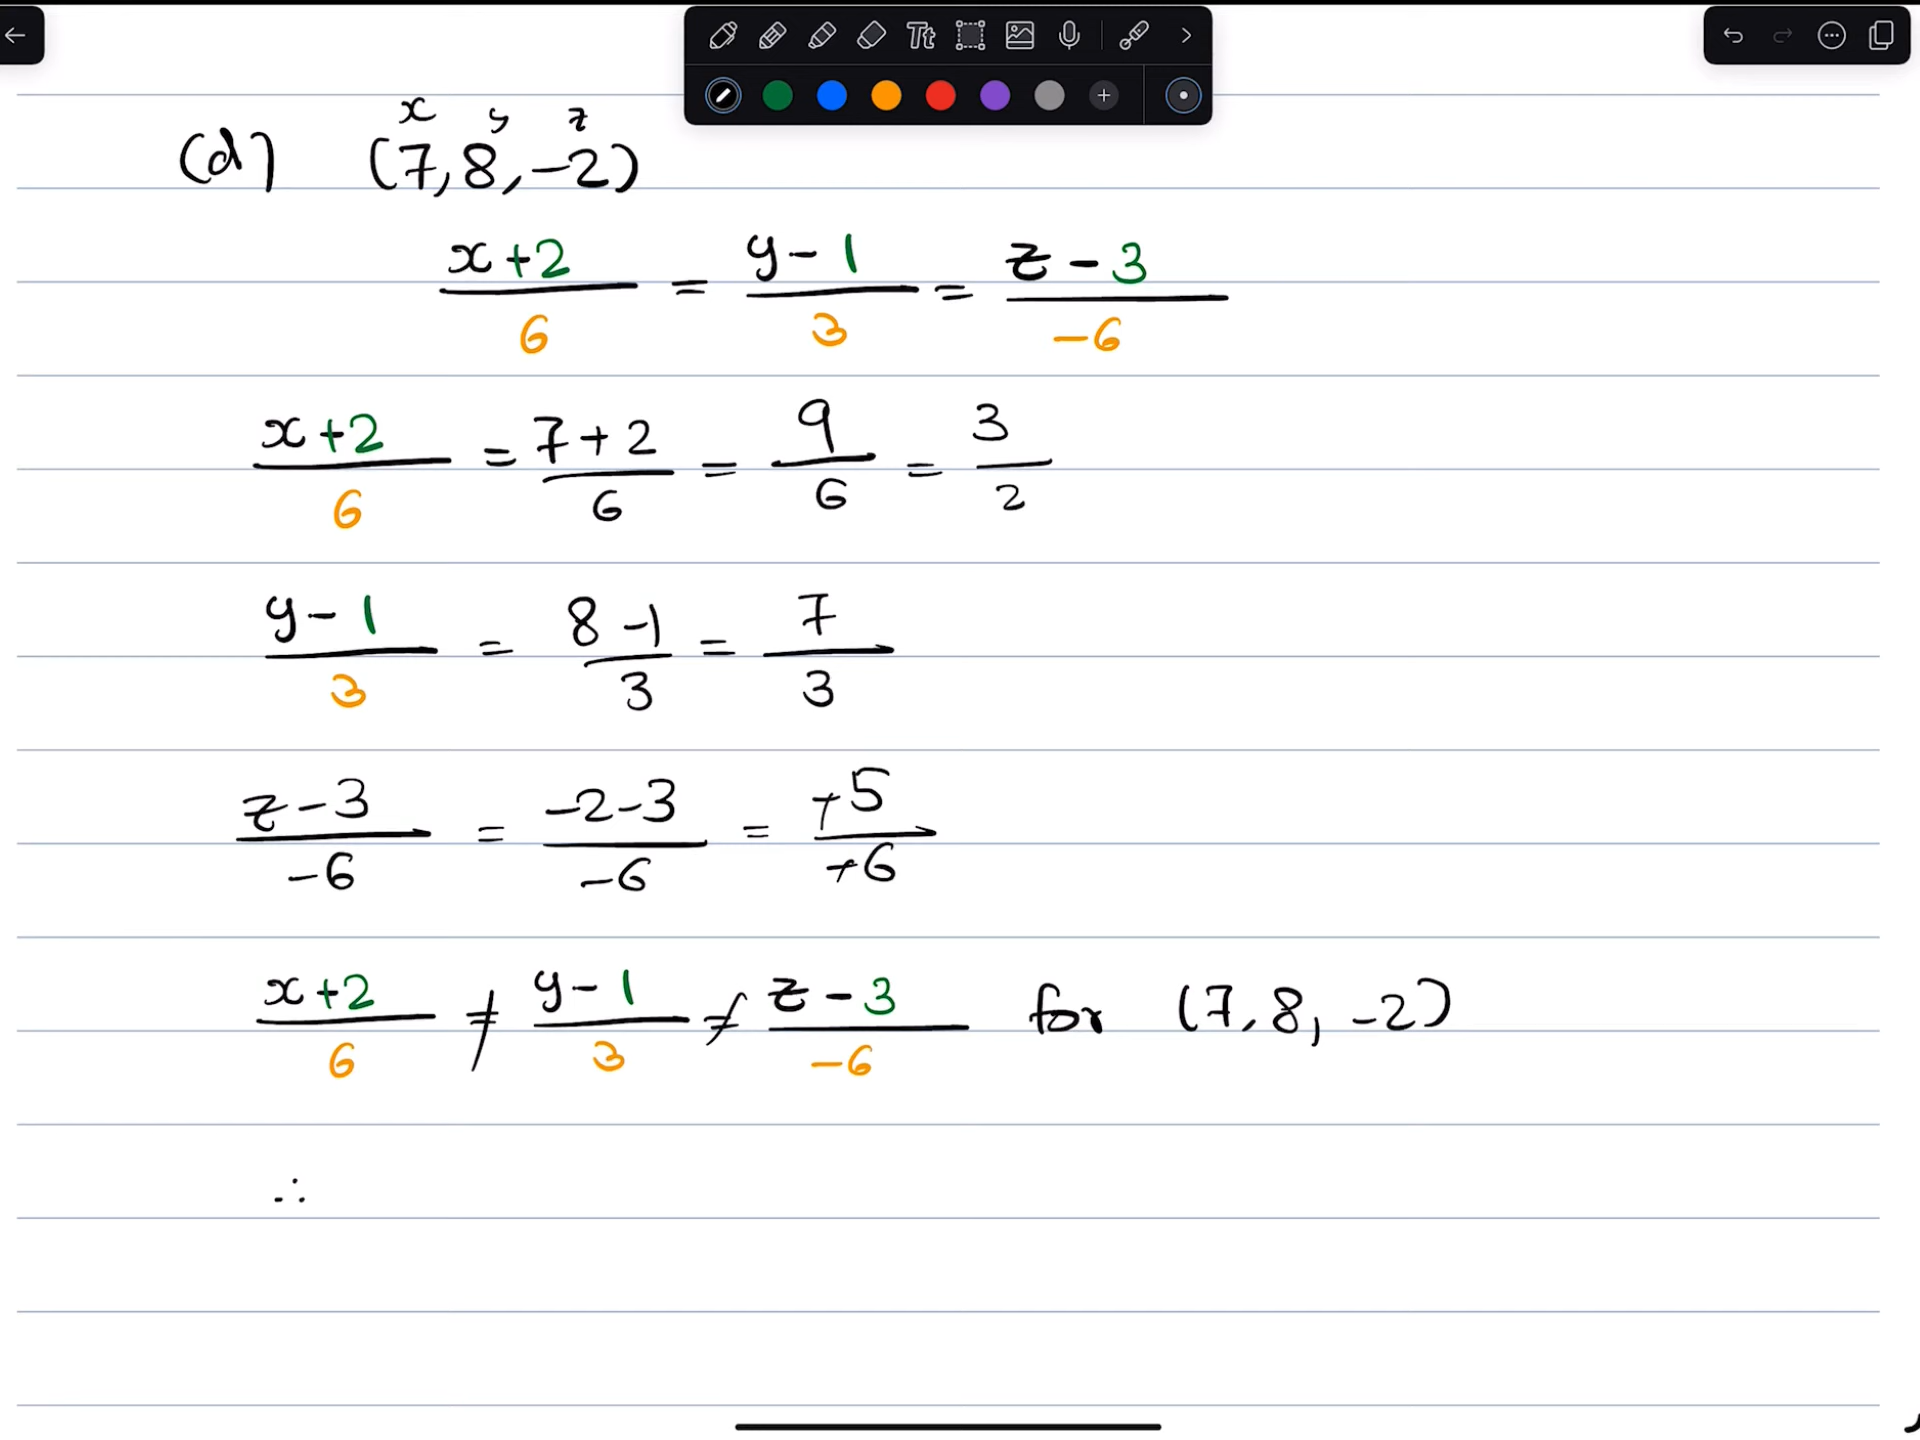 Tt
x y z
(d) (7, 8, -2)
x+2/6 = y-1/3 = z-3/-6
x+2/6 = 7+2/6 = 9/6 = 3/2
y-1/3 = 8-1/3 = 7/3
z-3/-6 = -2-3/-6 = +5/+6
x+2/6 ≠ y-1/3 ≠ z-3/-6 for (7, 8, -2)
∴